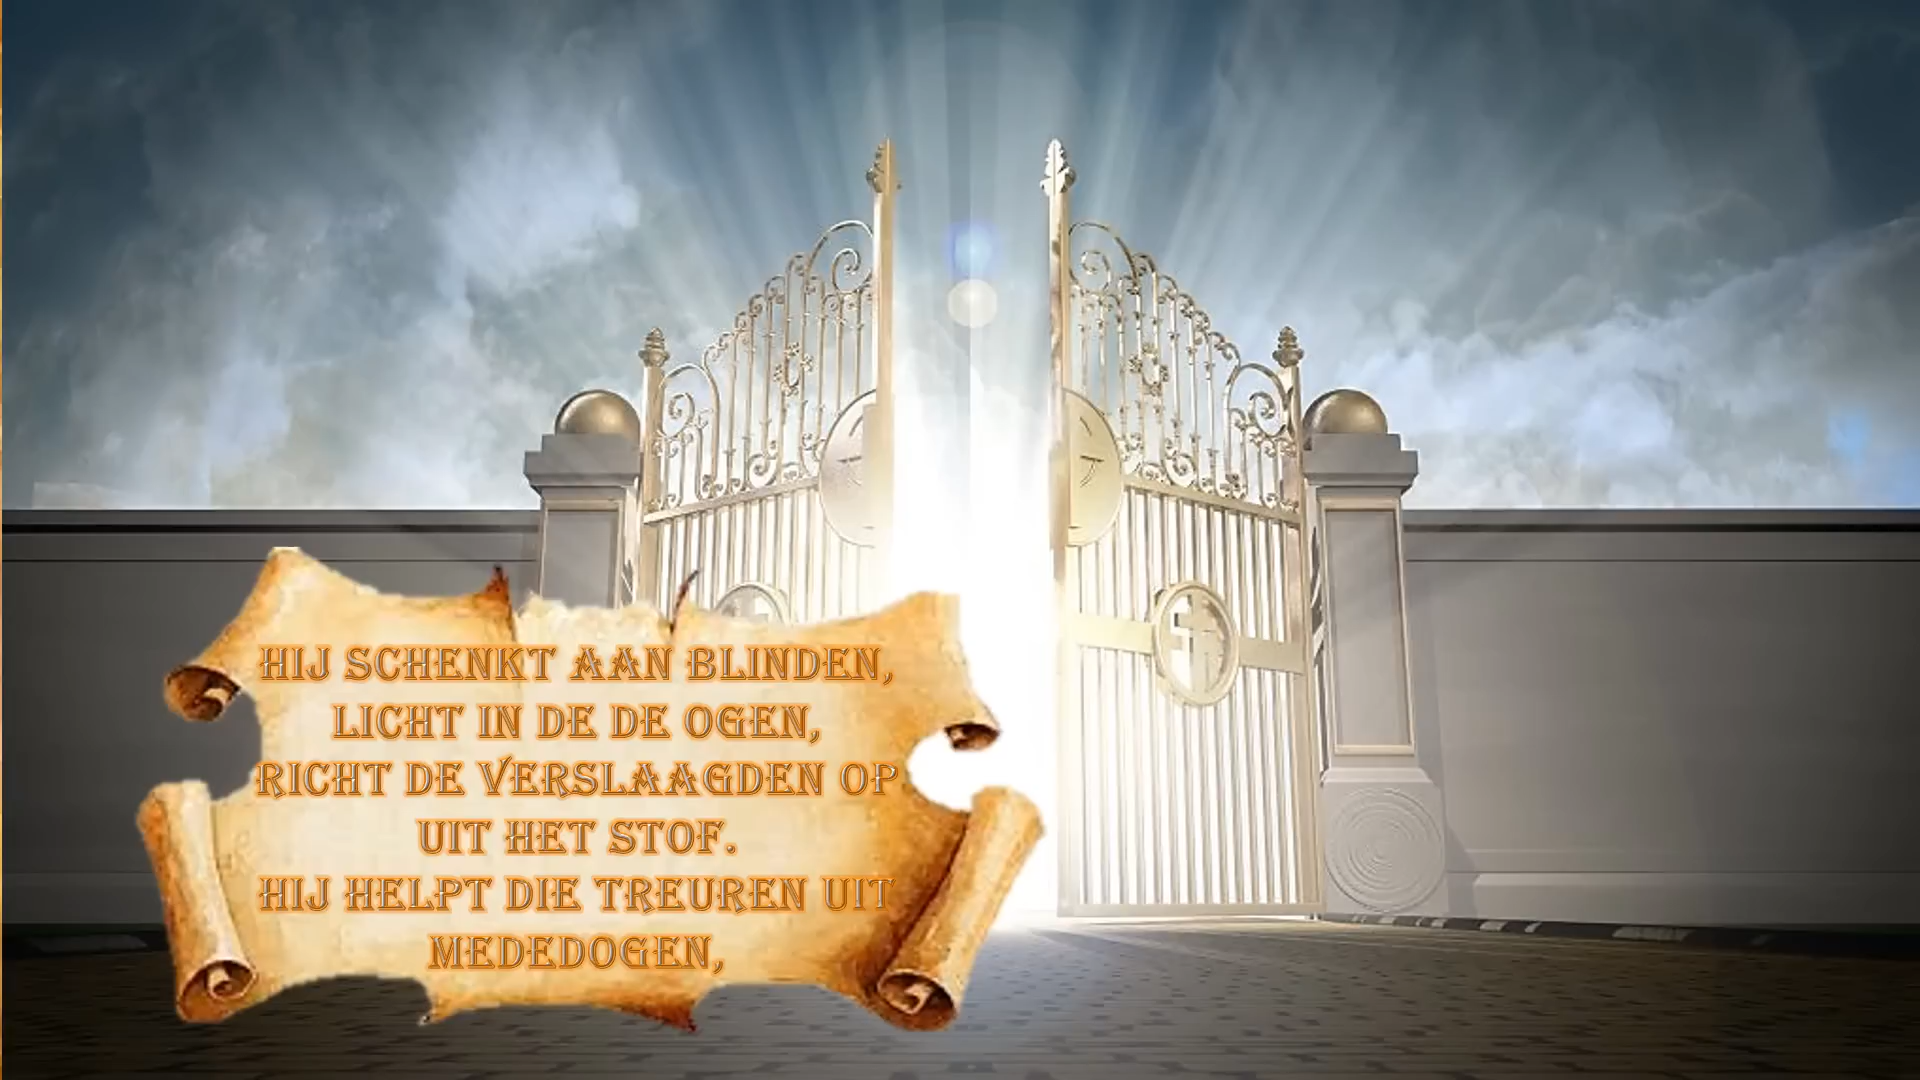 HIJ SCHENKT AAN BLINDEN,
LICHT IN DE DE OGEN,
RICHT DE VERSLAAGDEN OP
UIT HET STOF.
HIJ HELPT DIE TREUREN UIT
MEDEDOGEN,